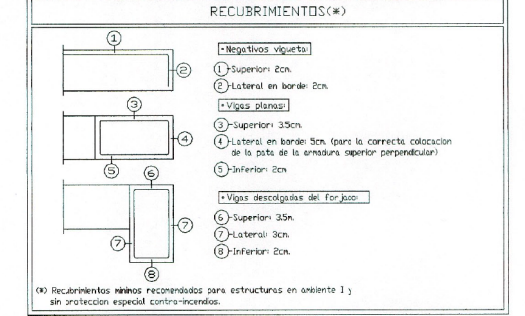 RECUBRIMIENTOS(*)
1
2
• Negativos vigueta:
1 -Superior: 2cm.
2 -Lateral en borde: 2cm.
3
4
5
• Vigas planas:
3 -Superior: 3.5cm.
4 -Lateral en borde: 5cm. (para la correcta colocacion
de la pata de la armadura superior perpendicular)
5 -Inferior: 2cm
6
7
7
8
• Vigas descolgadas del forjado:
6 -Superior: 3.5m.
7 -Lateral: 3cm.
8 -Inferior: 2cm.
(*) Recubrimientos minimos recomendados para estructuras en ambiente I y
sin proteccion especial contra-incendios.